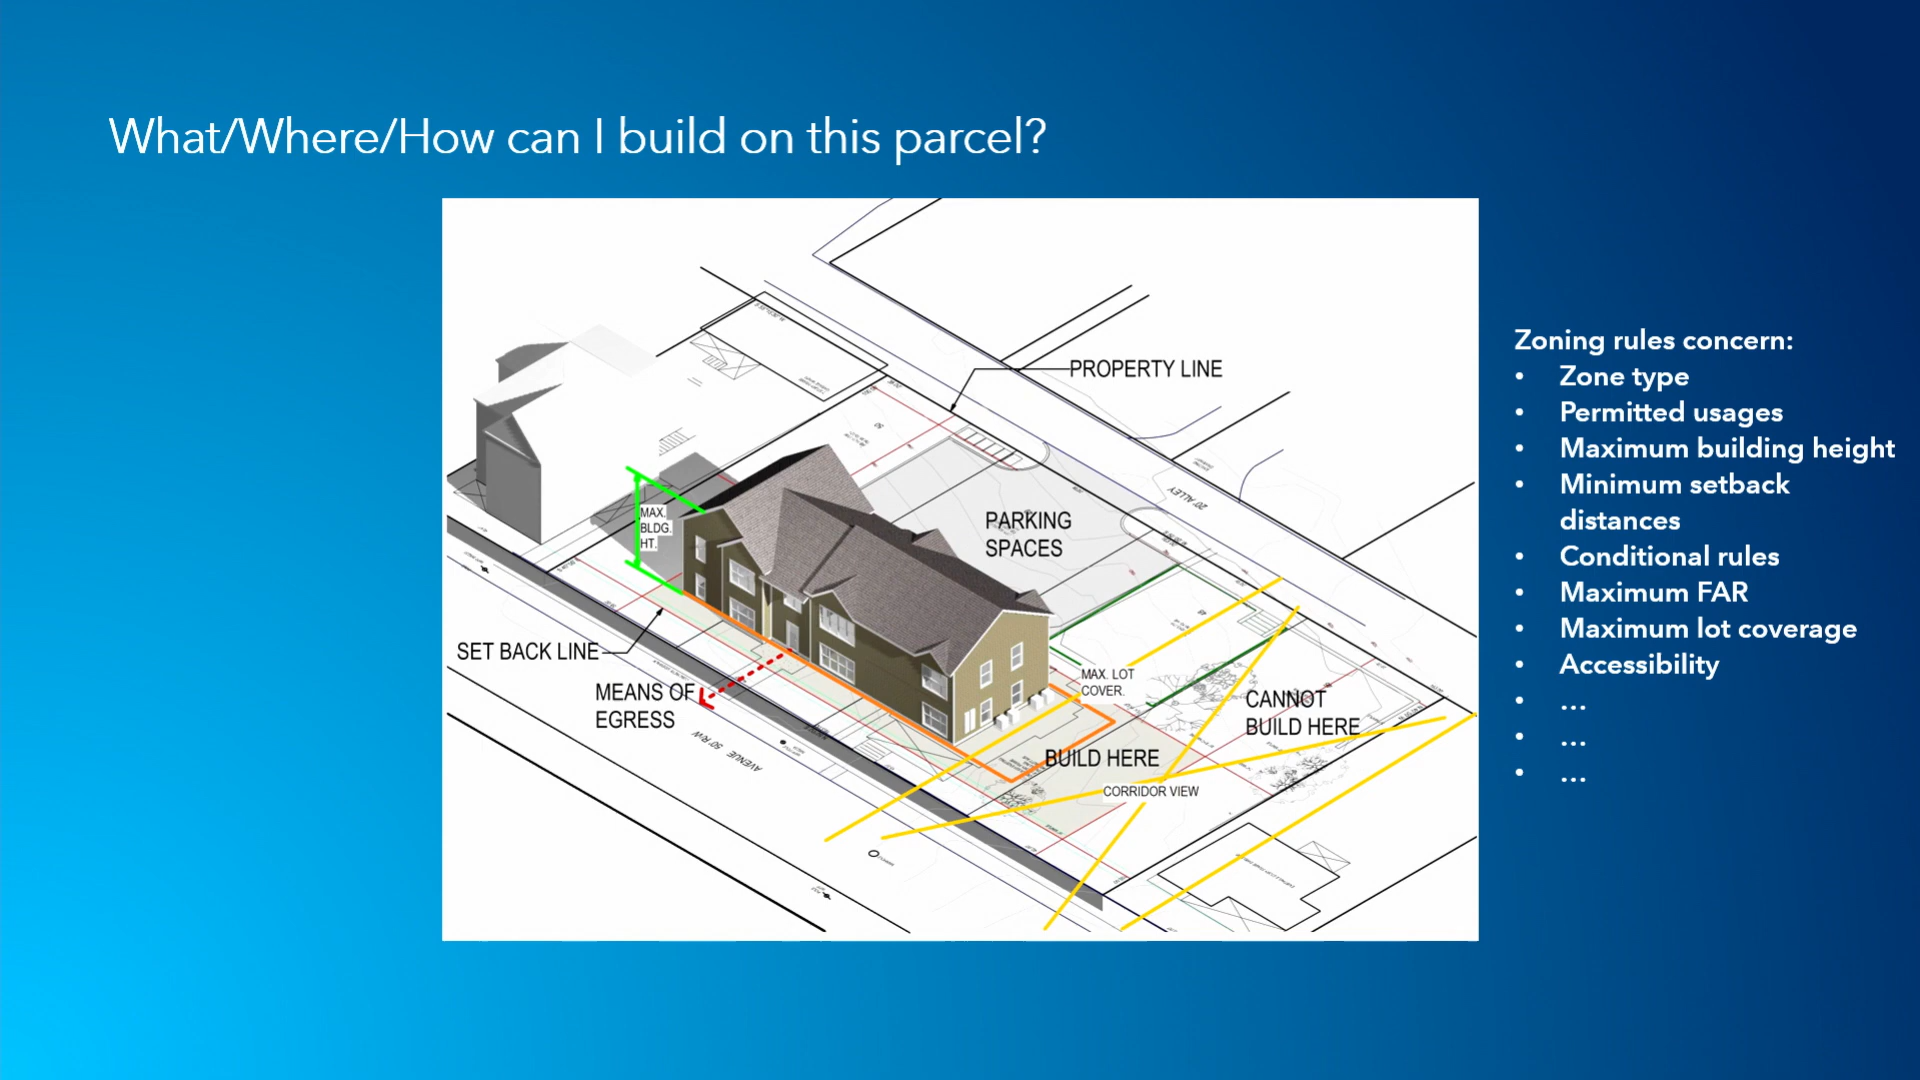 What/Where/How can I build on this parcel?
PROPERTY LINE
MAX.
BLDG.
HT.
PARKING
SPACES
20' ALLEY
SET BACK LINE
MEANS OF
EGRESS
MAX. LOT
COVER.
CANNOT
BUILD HERE
BUILD HERE
CORRIDOR VIEW
AVENUE 50' R/W
Zoning rules concern:
• Zone type
• Permitted usages
• Maximum building height
• Minimum setback
distances
• Conditional rules
• Maximum FAR
• Maximum lot coverage
• Accessibility
• ...
• ...
• ...